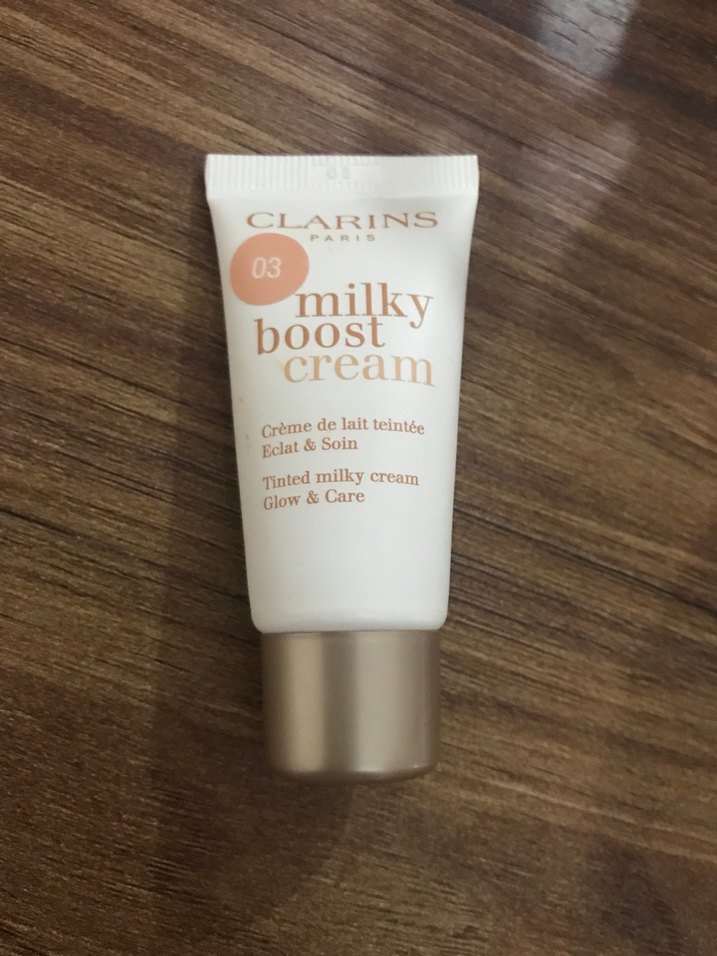 CLARINS
PARIS
03
milky
boost
cream
Crème de lait teintée
Eclat & Soin
Tinted milky cream
Glow & Care